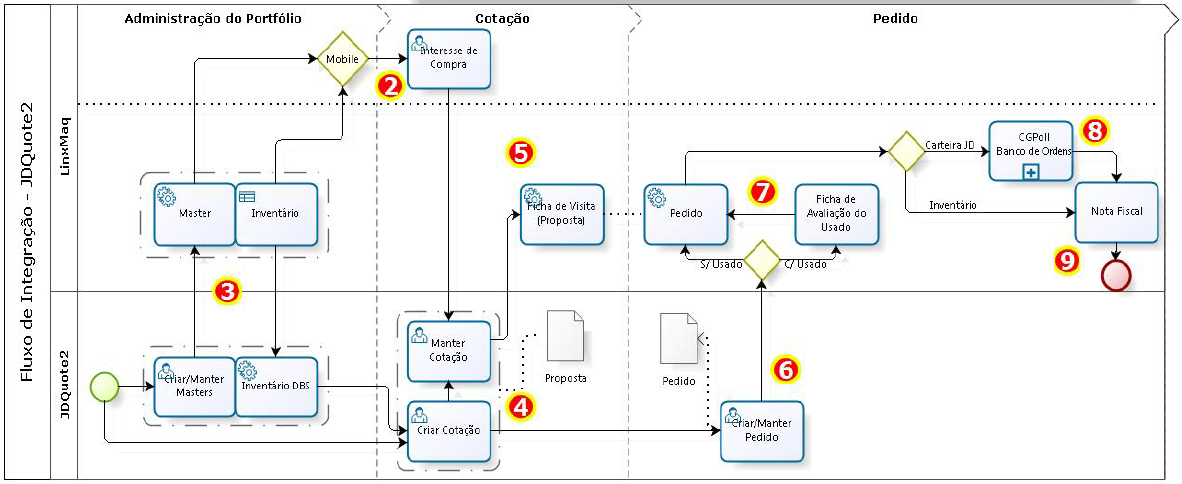 Fluxo de Integração - JDQuote2
Administração do Portfólio
Cotação
Pedido
LinxMaq
Mobile
2
Interesse de
Compra
5
Master
Inventário
Ficha de Visita
(Proposta)
Pedido
7
Ficha de
Avaliação do
Usado
Carteira JD
CGPoll
Banco de Ordens
8
Inventário
Nota Fiscal
S/ Usado
C/ Usado
9
3
JDQuote2
Criar/Manter
Masters
Inventário DBS
Manter
Cotação
Proposta
4
Criar Cotação
Pedido
6
Criar/Manter
Pedido